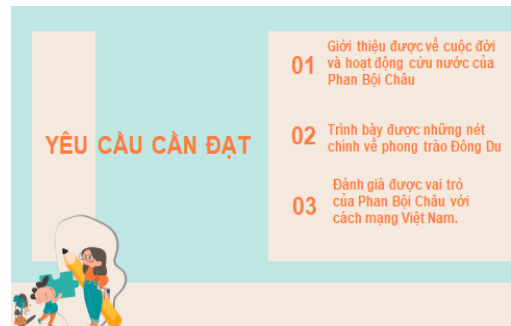 YÊU CẦU CẦN ĐẠT
01
Giới thiệu được về cuộc đời
và hoạt động cứu nước của
Phan Bội Châu
02
Trình bày được những nét
chính về phong trào Đông Du
03
Đánh giá được vai trò
của Phan Bội Châu với
cách mạng Việt Nam.